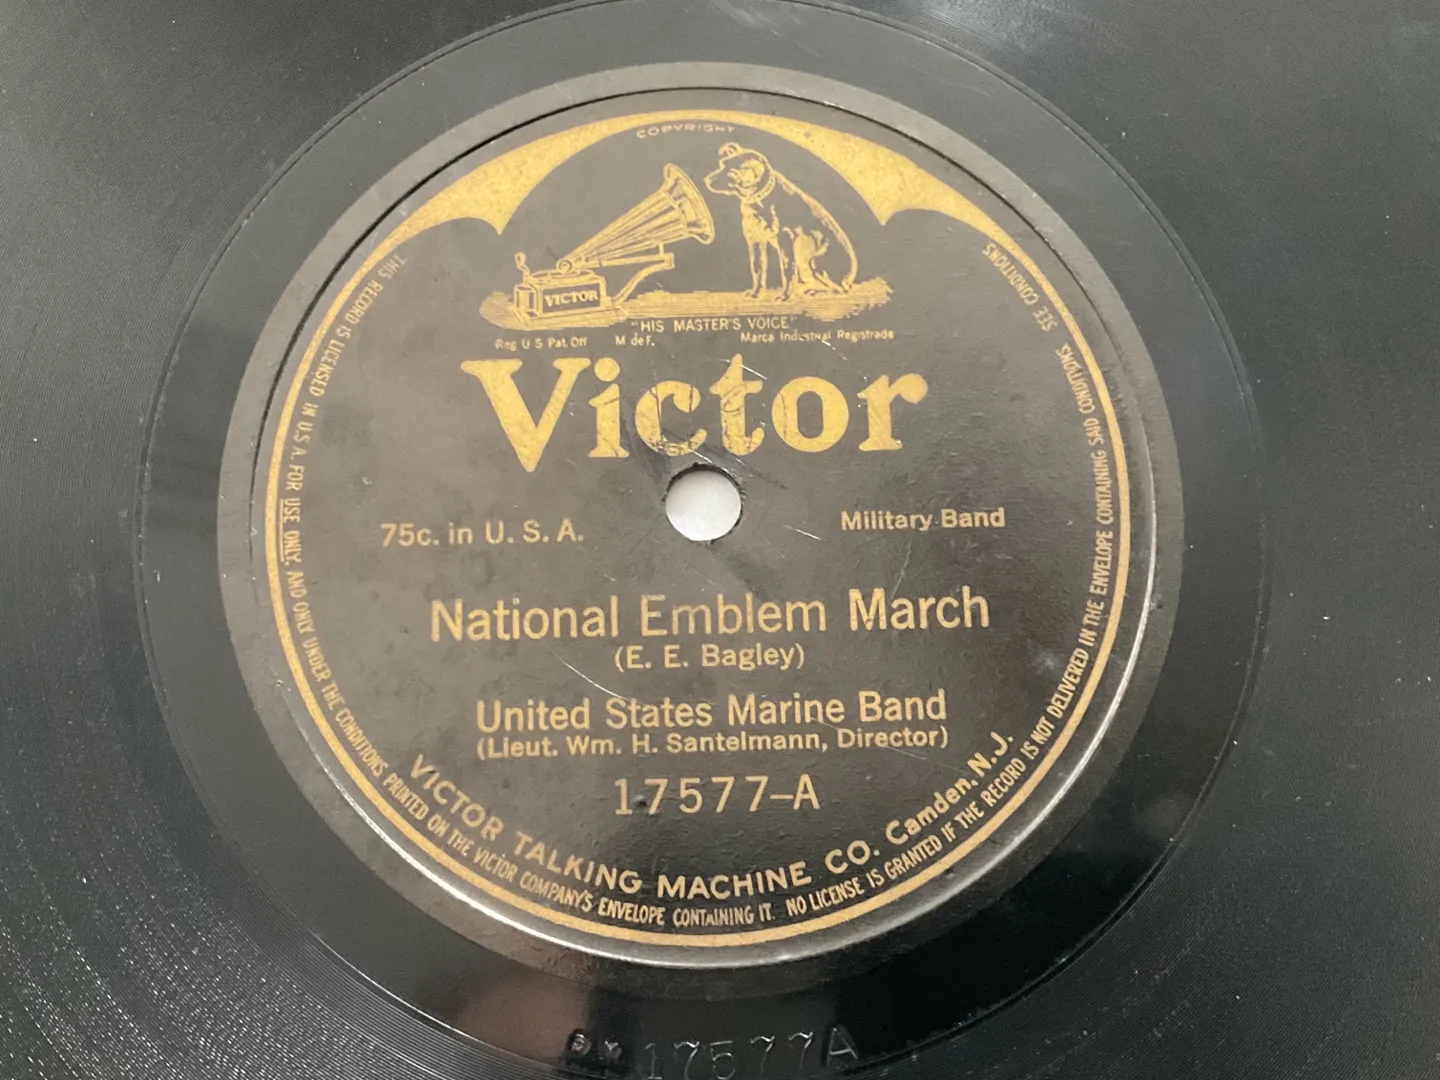 COPYRIGHT
VICTOR
"HIS MASTER'S VOICE"
Reg U S Pat. Off M de F. Marca Industrial Registrada
Victor
75c. in U. S. A.
Military Band
National Emblem March
(E. E. Bagley)
United States Marine Band
(Lieut. Wm. H. Santelmann, Director)
17577-A
VICTOR TALKING MACHINE CO. Camden, N.J.
THIS RECORD IS LICENSED IN U.S.A. FOR USE ONLY, AND ONLY UNDER THE CONDITIONS PRINTED ON THE VICTOR COMPANY'S ENVELOPE CONTAINING IT. NO LICENSE IS GRANTED IF THE RECORD IS NOT DELIVERED IN THE ENVELOPE CONTAINING SAID CONDITIONS. SEE CONDITIONS
17577A